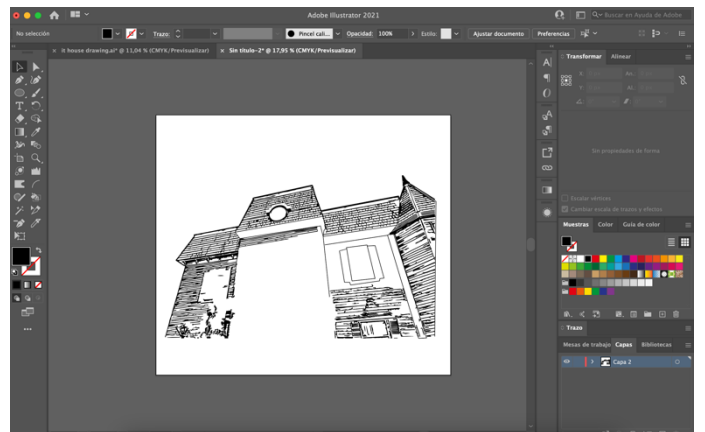 Adobe Illustrator 2021
Buscar en Ayuda de Adobe
No selección
Trazo:
Pincel cali...
Opacidad: 100%
Estilo:
Ajustar documento
Preferencias
× it house drawing.ai* @ 11,04 % (CMYK/Previsualizar)
× Sin título-2* @ 17,95 % (CMYK/Previsualizar)
Transformar Alinear
Sin propiedades de forma
Escalar vértices
Cambiar escala de trazos y efectos
Muestras Color Guía de color
Trazo
Mesas de trabajo Capas Bibliotecas
Capa 2